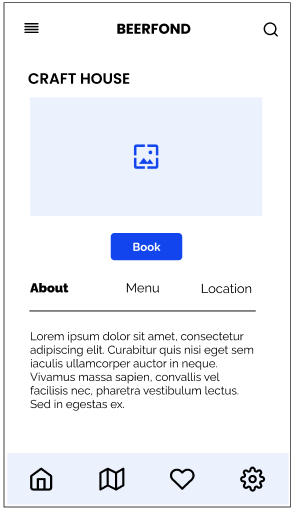 BEERFOND
CRAFT HOUSE
Book
About Menu Location
Lorem ipsum dolor sit amet, consectetur
adipiscing elit. Curabitur quis nisi eget sem
iaculis ullamcorper auctor in neque.
Vivamus massa sapien, convallis vel
facilisis nec, pharetra vestibulum lectus.
Sed in egestas ex.